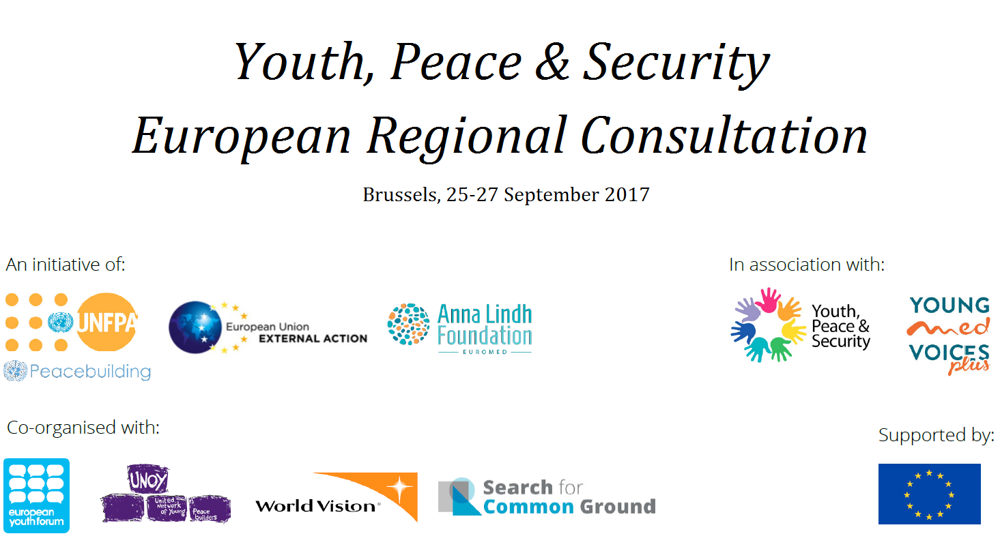 Youth, Peace & Security
European Regional Consultation
Brussels, 25-27 September 2017
An initiative of:
UNFPA
Peacebuilding
European Union
EXTERNAL ACTION
Anna Lindh
Foundation
EUROMED
In association with:
Youth,
Peace &
Security
YOUNG
med
VOICES
plus
Co-organised with:
european
youthforum
UNOY
United
Network
of Young
Peace
builders
World Vision
Search for
Common Ground
Supported by: